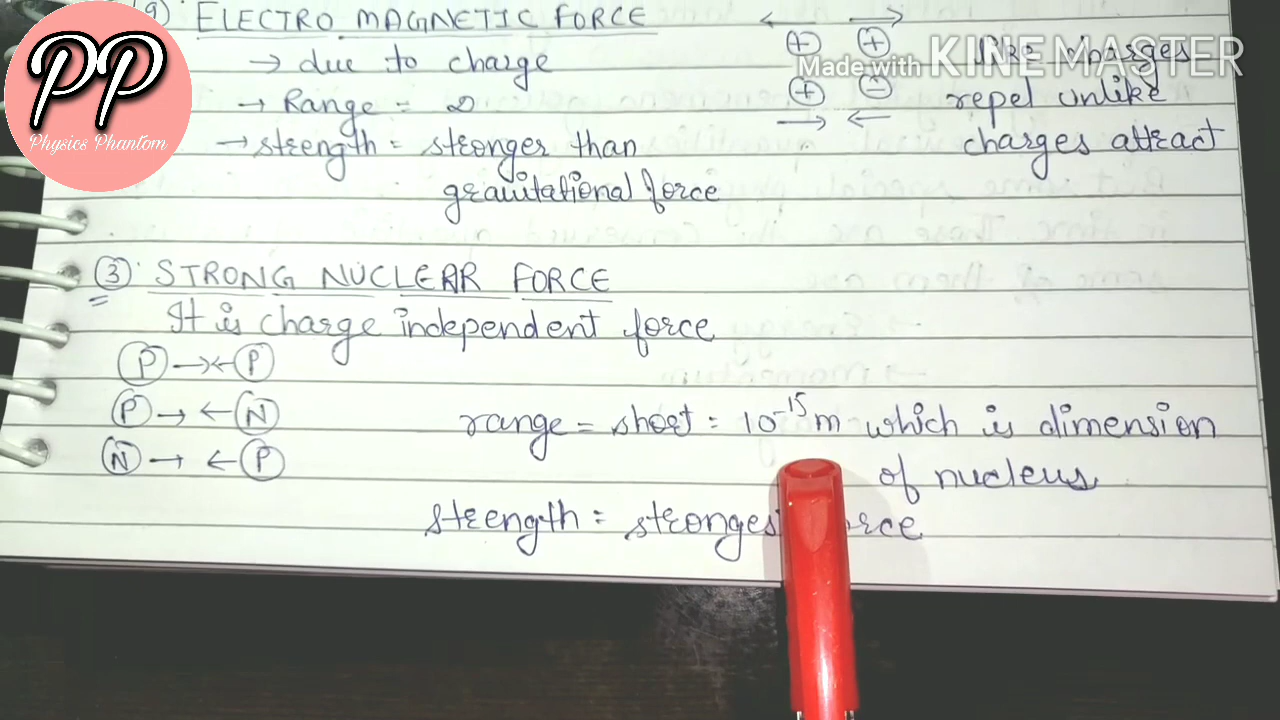 PP
Physics Phantom
Made with KINEMASTER
ELECTRO MAGNETIC FORCE
→ due to charge
→ Range = ∞
→ strength = stronger than
gravitational force
← →
+ +
+ −
→ ←
like charges
repel unlike
charges attract
③ STRONG NUCLEAR FORCE
It is charge independent force
P →← P
P → ← N
N → ← P
range = short = 10⁻¹⁵ m which is dimension
of nucleus
strength =